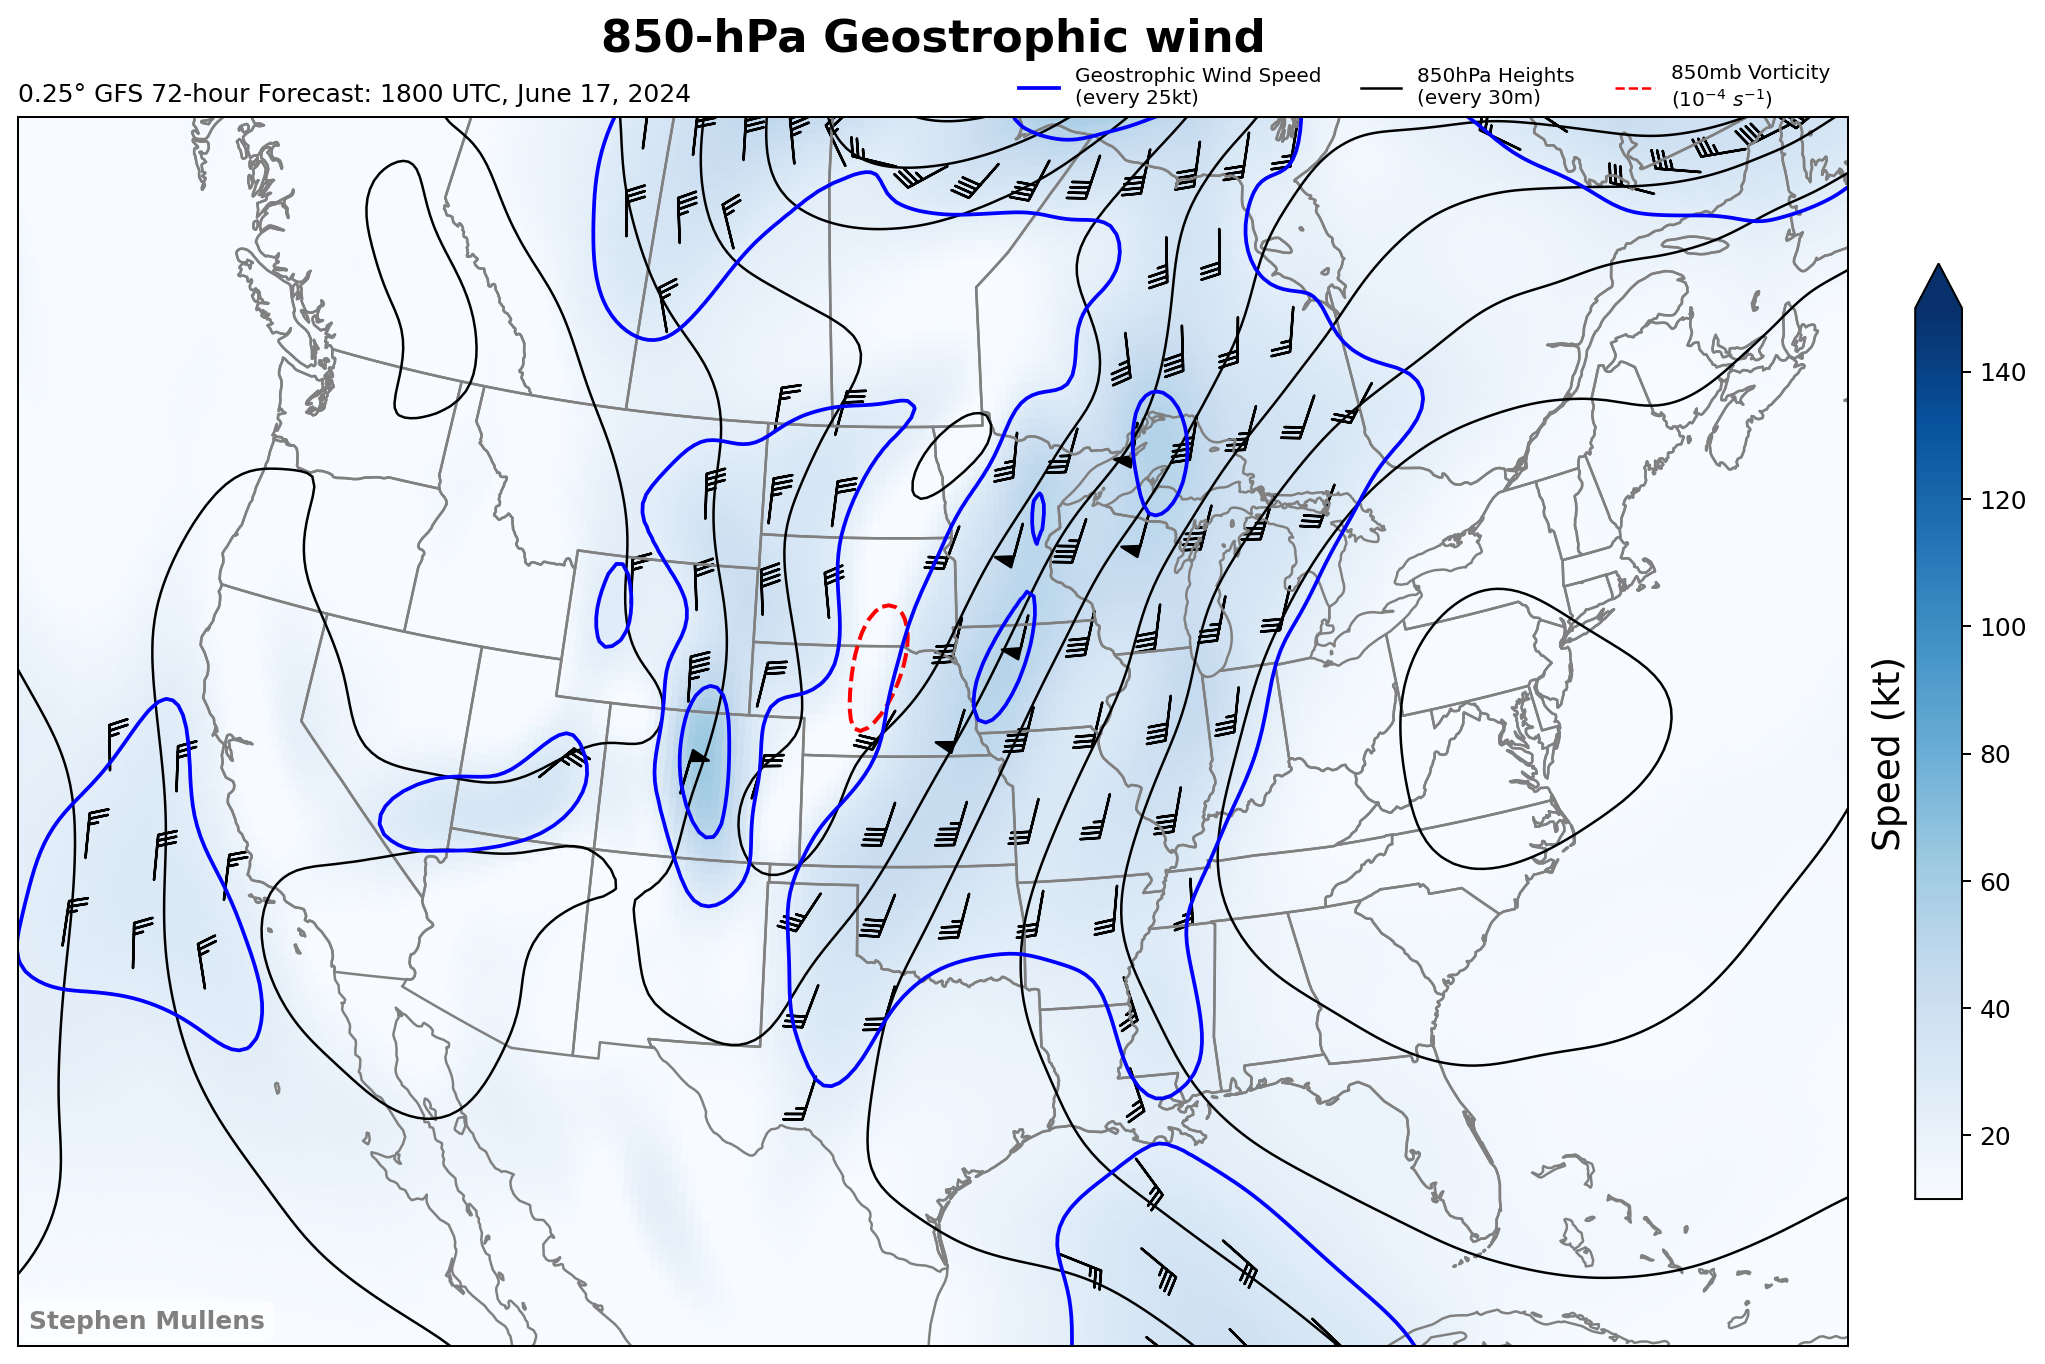 850-hPa Geostrophic wind
0.25° GFS 72-hour Forecast: 1800 UTC, June 17, 2024
Geostrophic Wind Speed
(every 25kt)
850hPa Heights
(every 30m)
850mb Vorticity
(10⁻⁴ s⁻¹)
140
120
100
80
60
40
20
Speed (kt)
Stephen Mullens